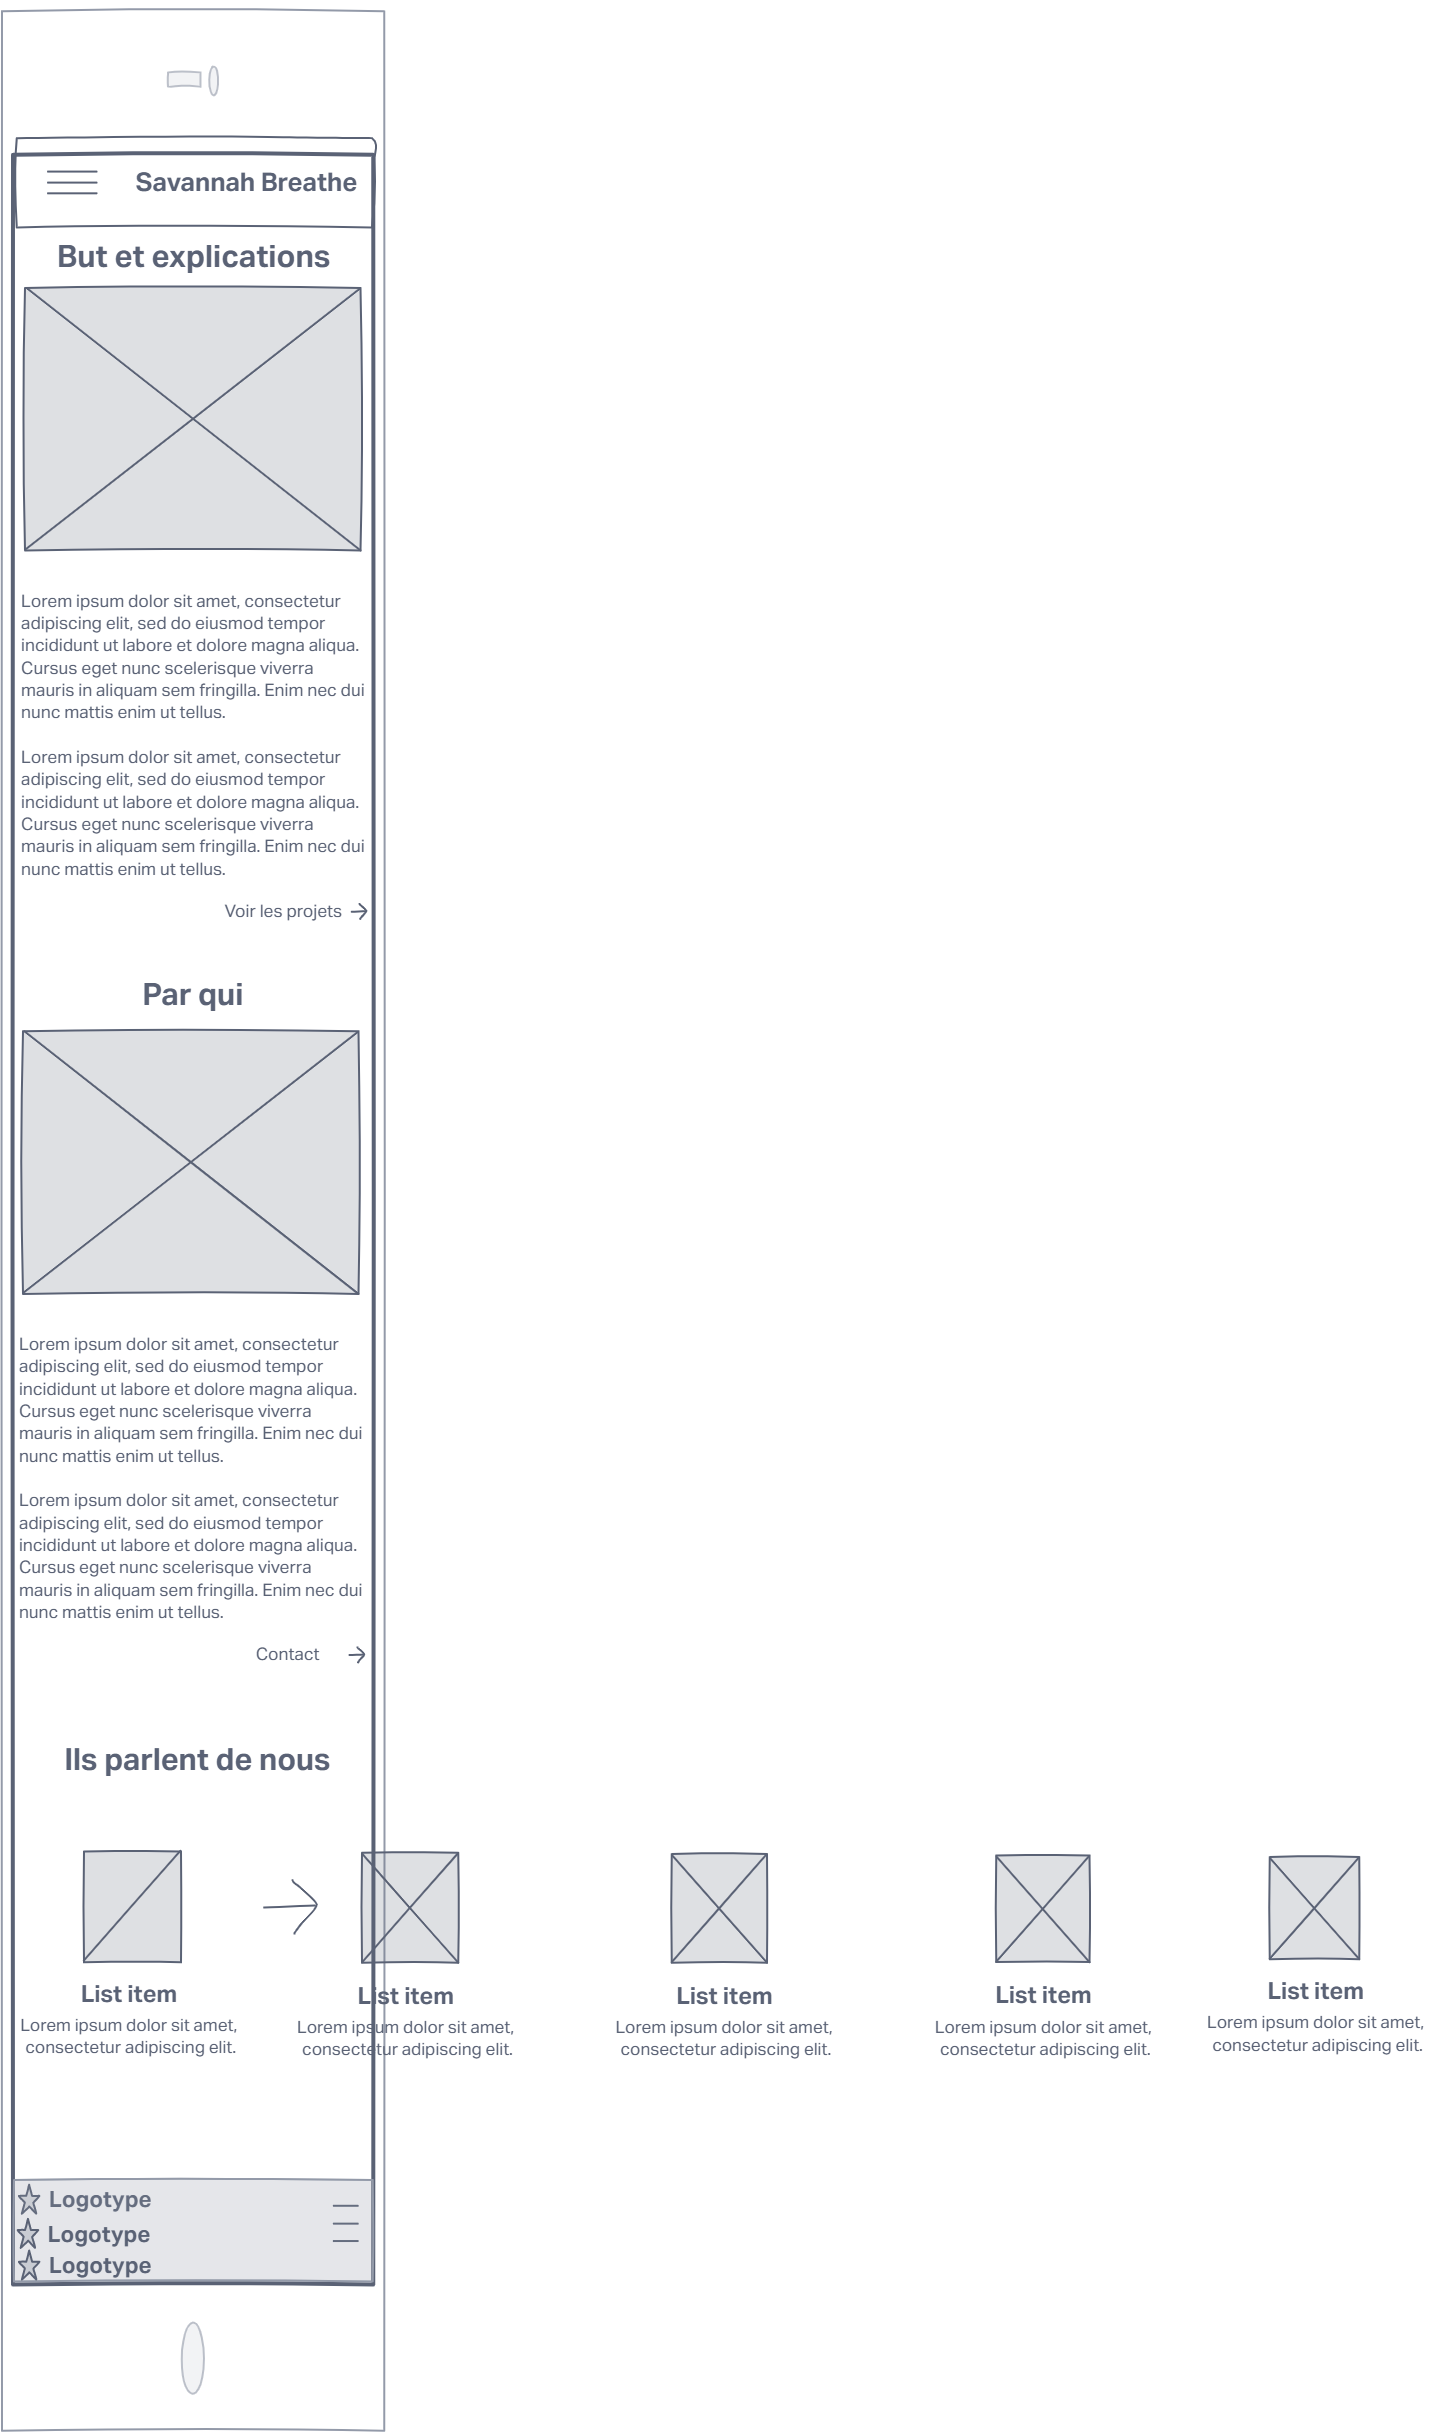 Savannah Breathe
But et explications
Lorem ipsum dolor sit amet, consectetur
adipiscing elit, sed do eiusmod tempor
incididunt ut labore et dolore magna aliqua.
Cursus eget nunc scelerisque viverra
mauris in aliquam sem fringilla. Enim nec dui
nunc mattis enim ut tellus.
Lorem ipsum dolor sit amet, consectetur
adipiscing elit, sed do eiusmod tempor
incididunt ut labore et dolore magna aliqua.
Cursus eget nunc scelerisque viverra
mauris in aliquam sem fringilla. Enim nec dui
nunc mattis enim ut tellus.
Voir les projets
Par qui
Lorem ipsum dolor sit amet, consectetur
adipiscing elit, sed do eiusmod tempor
incididunt ut labore et dolore magna aliqua.
Cursus eget nunc scelerisque viverra
mauris in aliquam sem fringilla. Enim nec dui
nunc mattis enim ut tellus.
Lorem ipsum dolor sit amet, consectetur
adipiscing elit, sed do eiusmod tempor
incididunt ut labore et dolore magna aliqua.
Cursus eget nunc scelerisque viverra
mauris in aliquam sem fringilla. Enim nec dui
nunc mattis enim ut tellus.
Contact
Ils parlent de nous
List item
Lorem ipsum dolor sit amet,
consectetur adipiscing elit.
List item
Lorem ipsum dolor sit amet,
consectetur adipiscing elit.
List item
Lorem ipsum dolor sit amet,
consectetur adipiscing elit.
List item
Lorem ipsum dolor sit amet,
consectetur adipiscing elit.
List item
Lorem ipsum dolor sit amet,
consectetur adipiscing elit.
Logotype
Logotype
Logotype